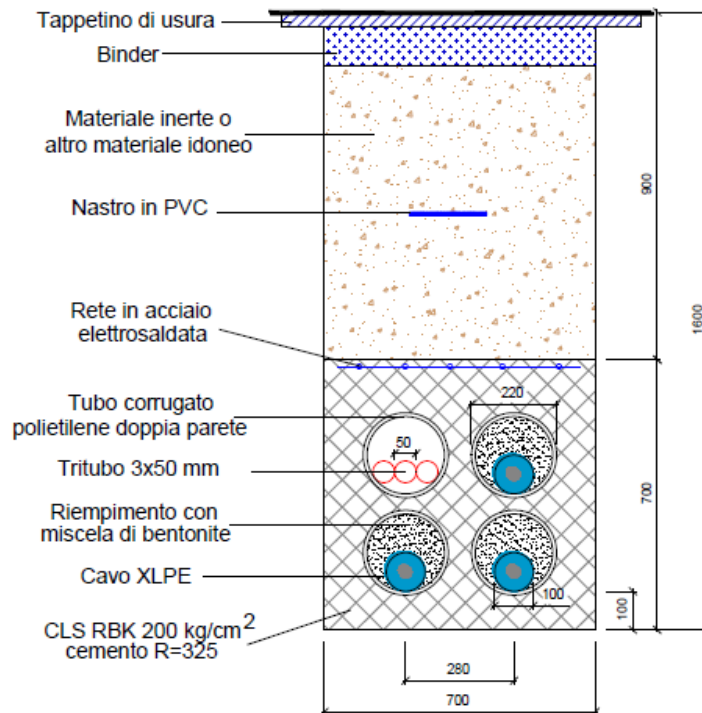 Tappetino di usura
Binder
Materiale inerte o
altro materiale idoneo
900
Nastro in PVC
1600
Rete in acciaio
elettrosaldata
Tubo corrugato
polietilene doppia parete
220
50
Tritubo 3x50 mm
700
Riempimento con
miscela di bentonite
Cavo XLPE
100
100
CLS RBK 200 kg/cm2
cemento R=325
280
700